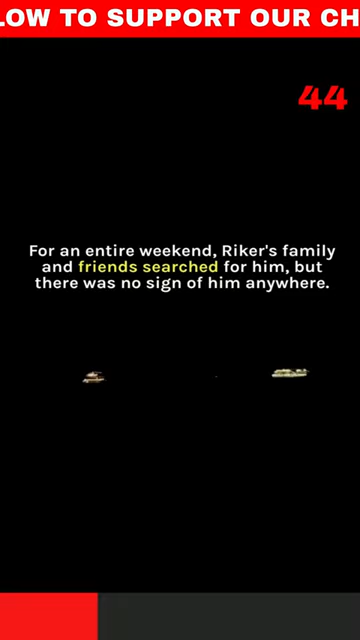 LOW TO SUPPORT OUR CH
44
For an entire weekend, Riker's family
and friends searched for him, but
there was no sign of him anywhere.